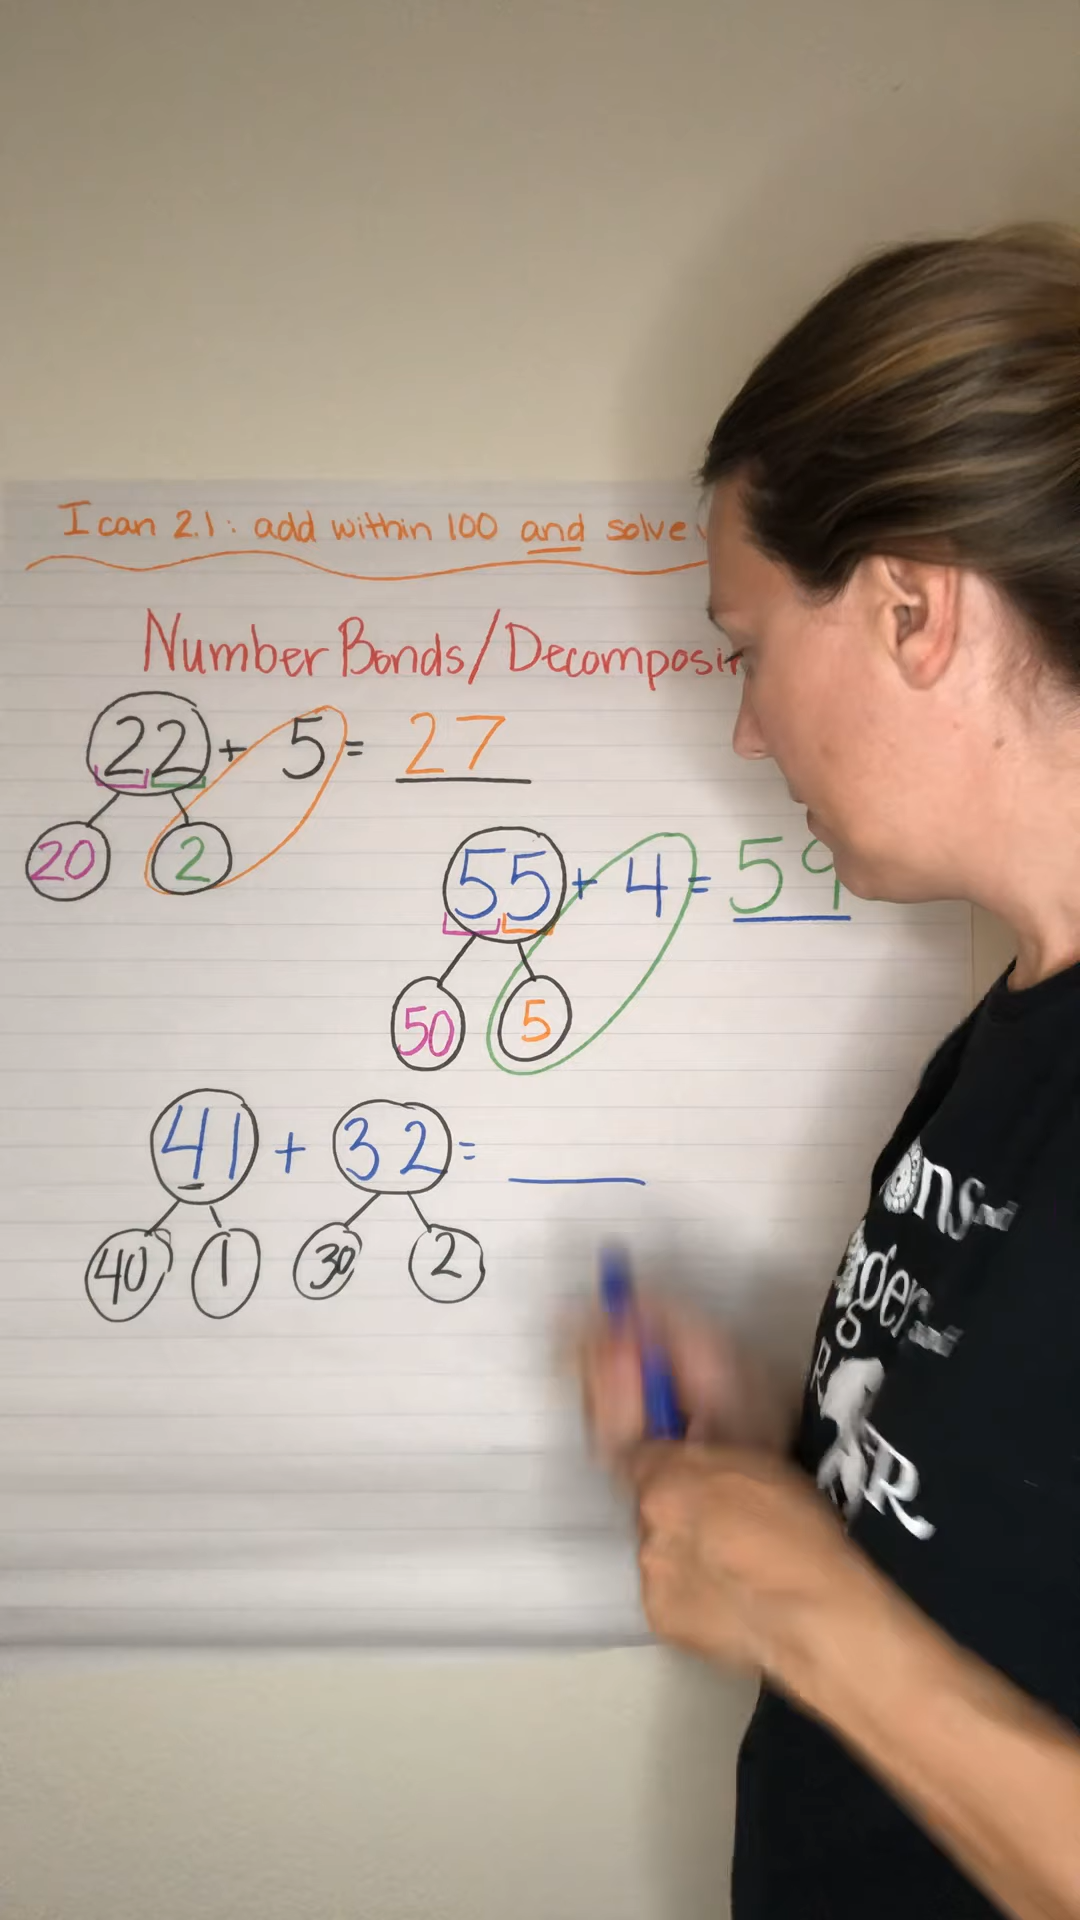 I can 2.1: add within 100 and solve
Number Bonds/Decomposin
22 + 5 = 27
20 2
55 + 4 = 59
50 5
41 + 32 =
40 1 30 2